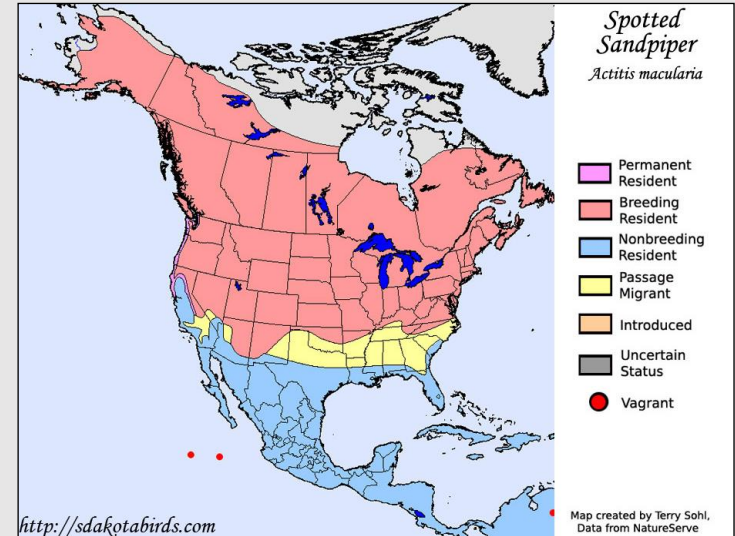 Spotted
Sandpiper
Actitis macularia
Permanent
Resident
Breeding
Resident
Nonbreeding
Resident
Passage
Migrant
Introduced
Uncertain
Status
Vagrant
Map created by Terry Sohl,
Data from NatureServe
http://sdakotabirds.com